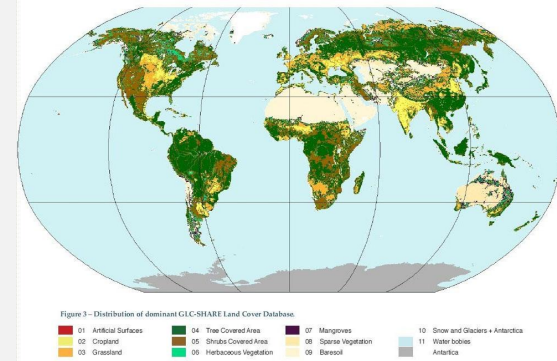 Figure 3 – Distribution of dominant GLC-SHARE Land Cover Database.
01 Artificial Surfaces
02 Cropland
03 Grassland
04 Tree Covered Area
05 Shrubs Covered Area
06 Herbaceous Vegetation
07 Mangroves
08 Sparse Vegetation
09 Baresoil
10 Snow and Glaciers + Antarctica
11 Water bodies
Antartica